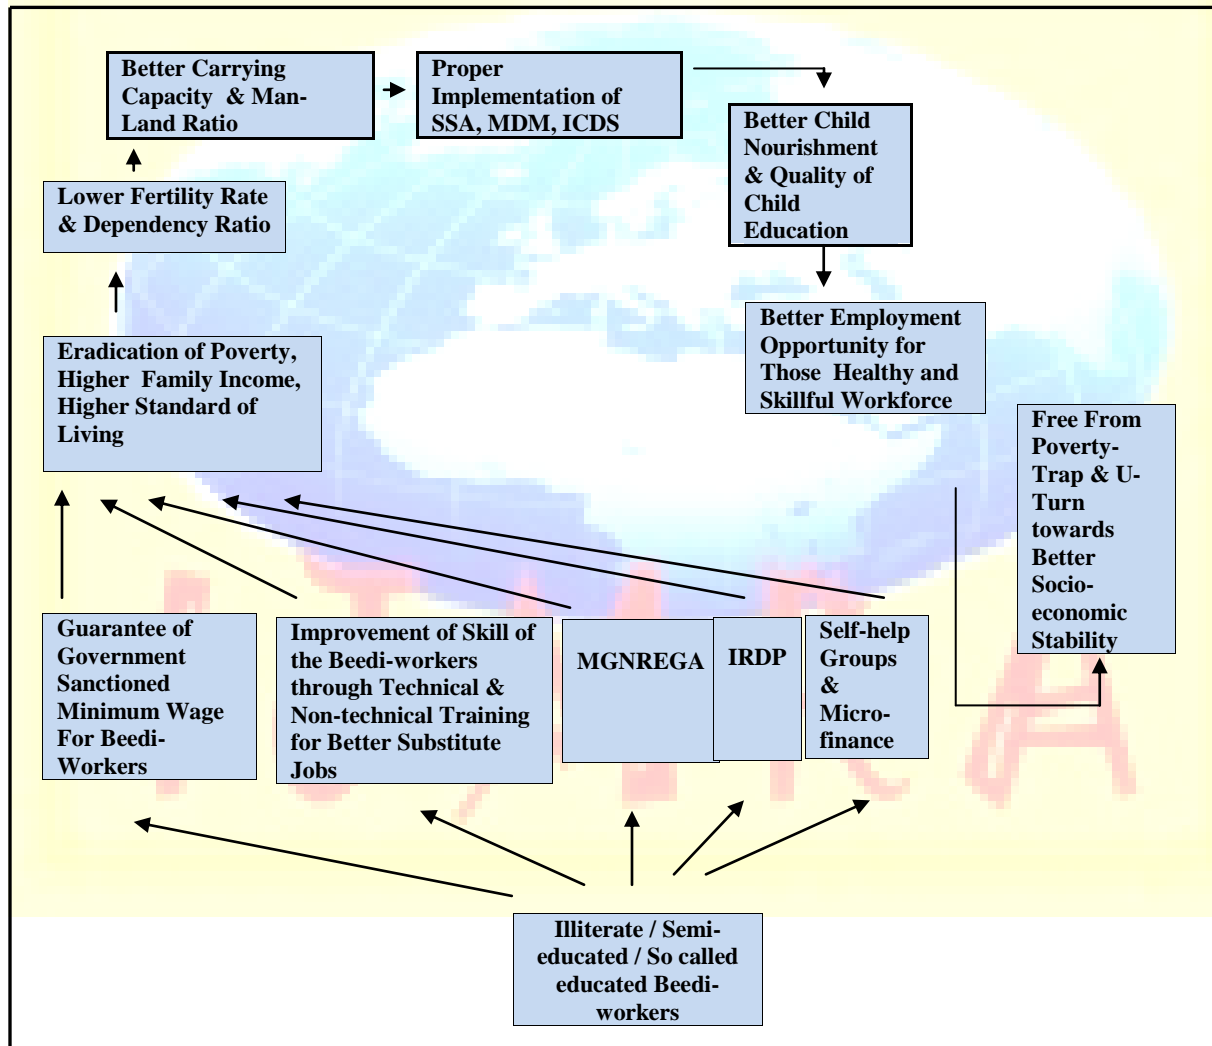 Better Carrying
Capacity & Man-
Land Ratio
Proper
Implementation of
SSA, MDM, ICDS
Better Child
Nourishment
& Quality of
Child
Education
Lower Fertility Rate
& Dependency Ratio
Better Employment
Opportunity for
Those Healthy and
Skillful Workforce
Eradication of Poverty,
Higher Family Income,
Higher Standard of
Living
Free From
Poverty-
Trap & U-
Turn
towards
Better
Socio-
economic
Stability
Guarantee of
Government
Sanctioned
Minimum Wage
For Beedi-
Workers
Improvement of Skill of
the Beedi-workers
through Technical &
Non-technical Training
for Better Substitute
Jobs
MGNREGA
IRDP
Self-help
Groups
&
Micro-
finance
Illiterate / Semi-
educated / So called
educated Beedi-
workers